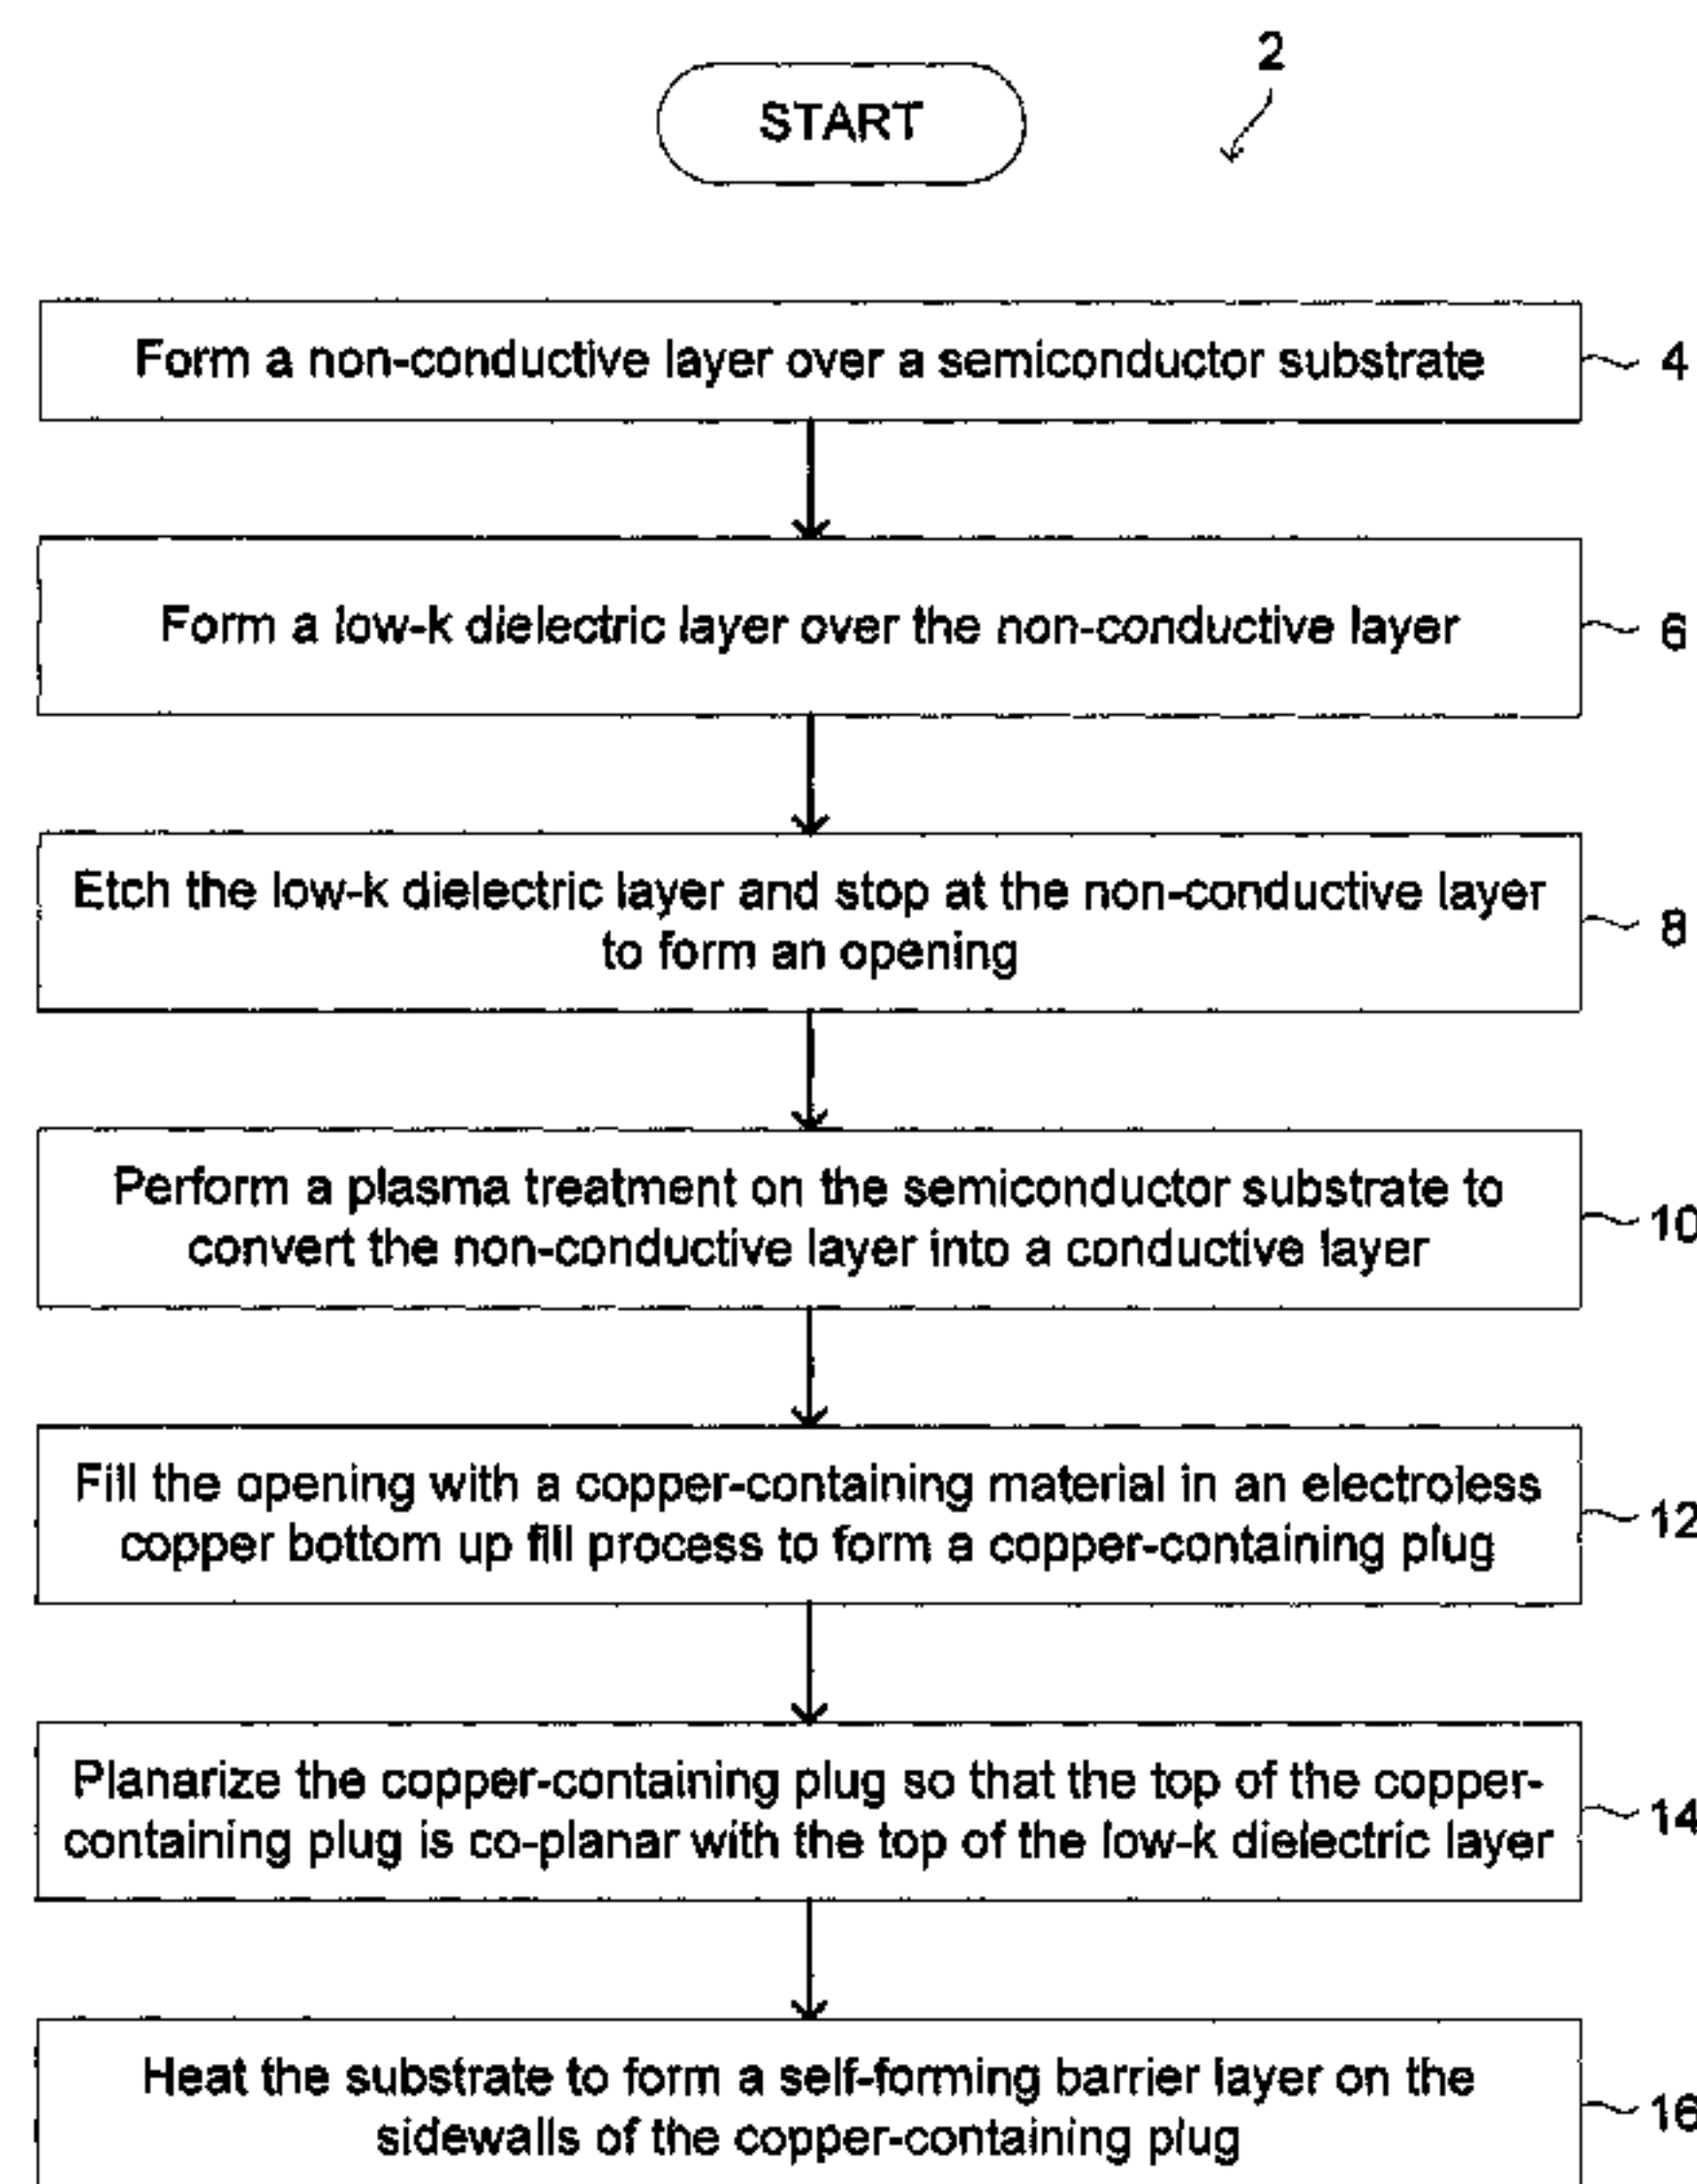 2
START
Form a non-conductive layer over a semiconductor substrate
4
Form a low-k dielectric layer over the non-conductive layer
6
Etch the low-k dielectric layer and stop at the non-conductive layer
to form an opening
8
Perform a plasma treatment on the semiconductor substrate to
convert the non-conductive layer into a conductive layer
10
Fill the opening with a copper-containing material in an electroless
copper bottom up fill process to form a copper-containing plug
12
Planarize the copper-containing plug so that the top of the copper-
containing plug is co-planar with the top of the low-k dielectric layer
14
Heat the substrate to form a self-forming barrier layer on the
sidewalls of the copper-containing plug
16